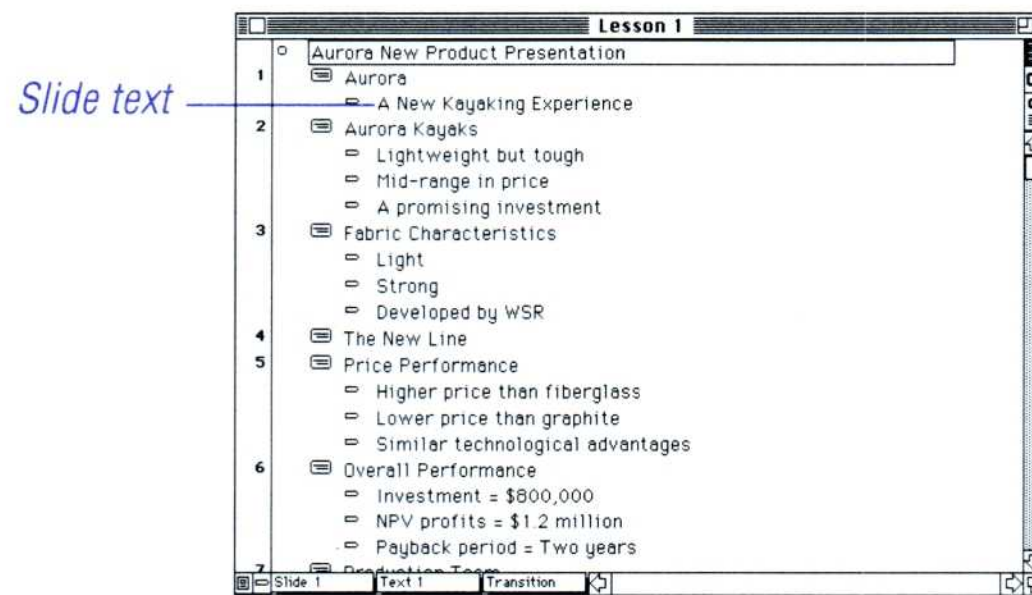 Lesson 1
Aurora New Product Presentation
1 Aurora
Slide text
A New Kayaking Experience
2 Aurora Kayaks
Lightweight but tough
Mid-range in price
A promising investment
3 Fabric Characteristics
Light
Strong
Developed by WSR
4 The New Line
5 Price Performance
Higher price than fiberglass
Lower price than graphite
Similar technological advantages
6 Overall Performance
Investment = $800,000
NPV profits = $1.2 million
Payback period = Two years
7 Production Team
Slide 1 Text 1 Transition